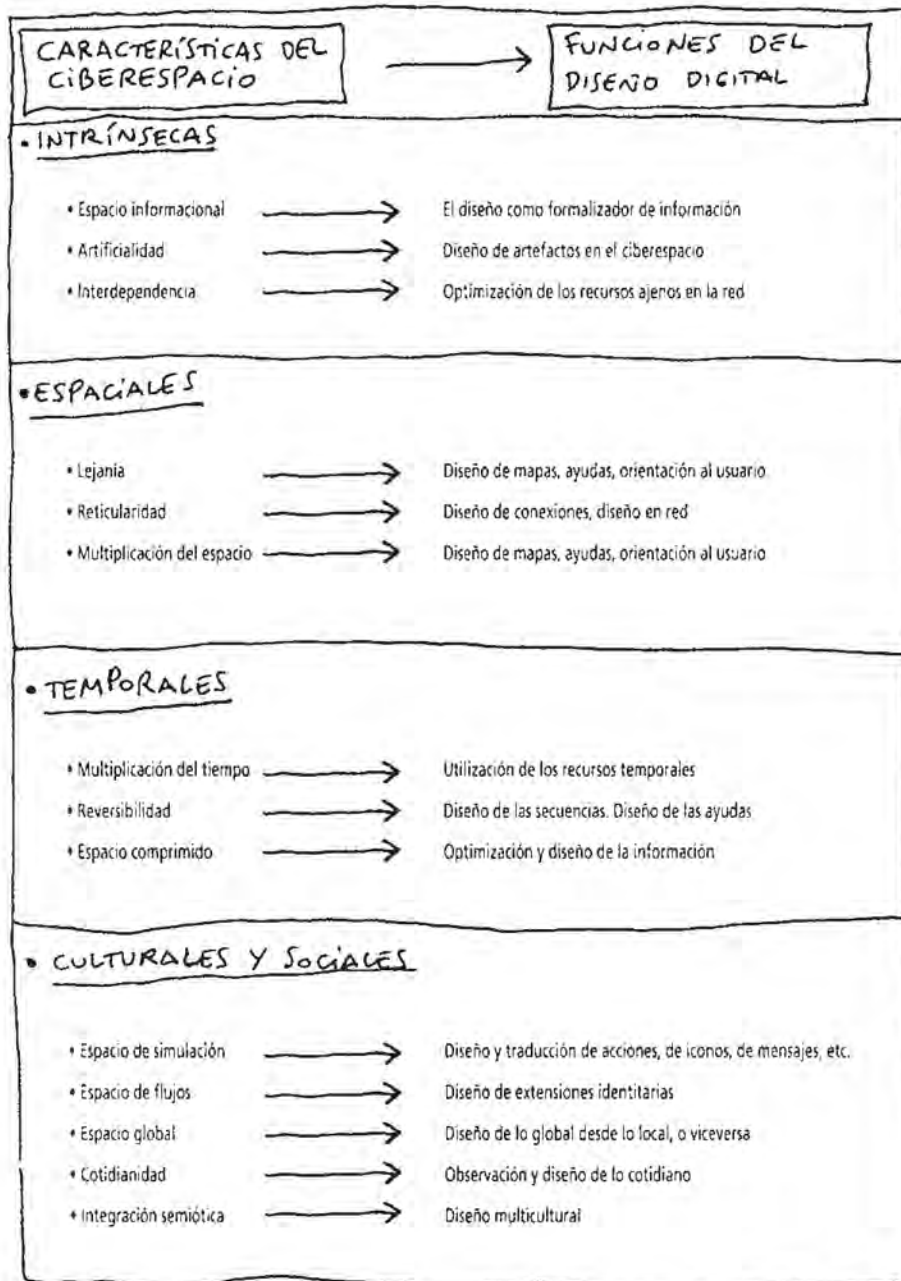 CARACTERÍSTICAS DEL CIBERESPACIO → FUNCIONES DEL DISEÑO DIGITAL
• INTRÍNSECAS
• Espacio informacional → El diseño como formalizador de información
• Artificialidad → Diseño de artefactos en el ciberespacio
• Interdependencia → Optimización de los recursos ajenos en la red
• ESPACIALES
• Lejanía → Diseño de mapas, ayudas, orientación al usuario
• Reticularidad → Diseño de conexiones, diseño en red
• Multiplicación del espacio → Diseño de mapas, ayudas, orientación al usuario
• TEMPORALES
• Multiplicación del tiempo → Utilización de los recursos temporales
• Reversibilidad → Diseño de las secuencias. Diseño de las ayudas
• Espacio comprimido → Optimización y diseño de la información
• CULTURALES Y SOCIALES
• Espacio de simulación → Diseño y traducción de acciones, de iconos, de mensajes, etc.
• Espacio de flujos → Diseño de extensiones identitarias
• Espacio global → Diseño de lo global desde lo local, o viceversa
• Cotidianidad → Observación y diseño de lo cotidiano
• Integración semiótica → Diseño multicultural